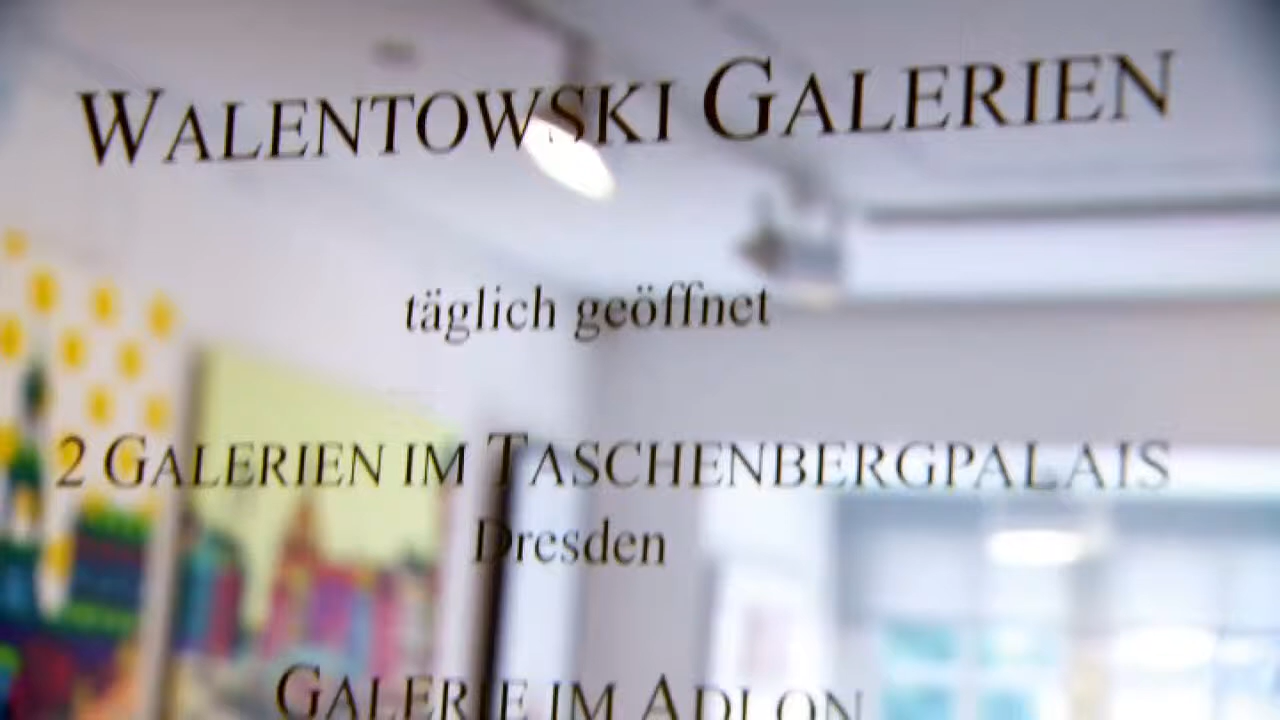 WALENTOWSKI GALERIEN
täglich geöffnet
2 GALERIEN IM TASCHENBERGPALAIS
Dresden
GALERIE IM ADLON